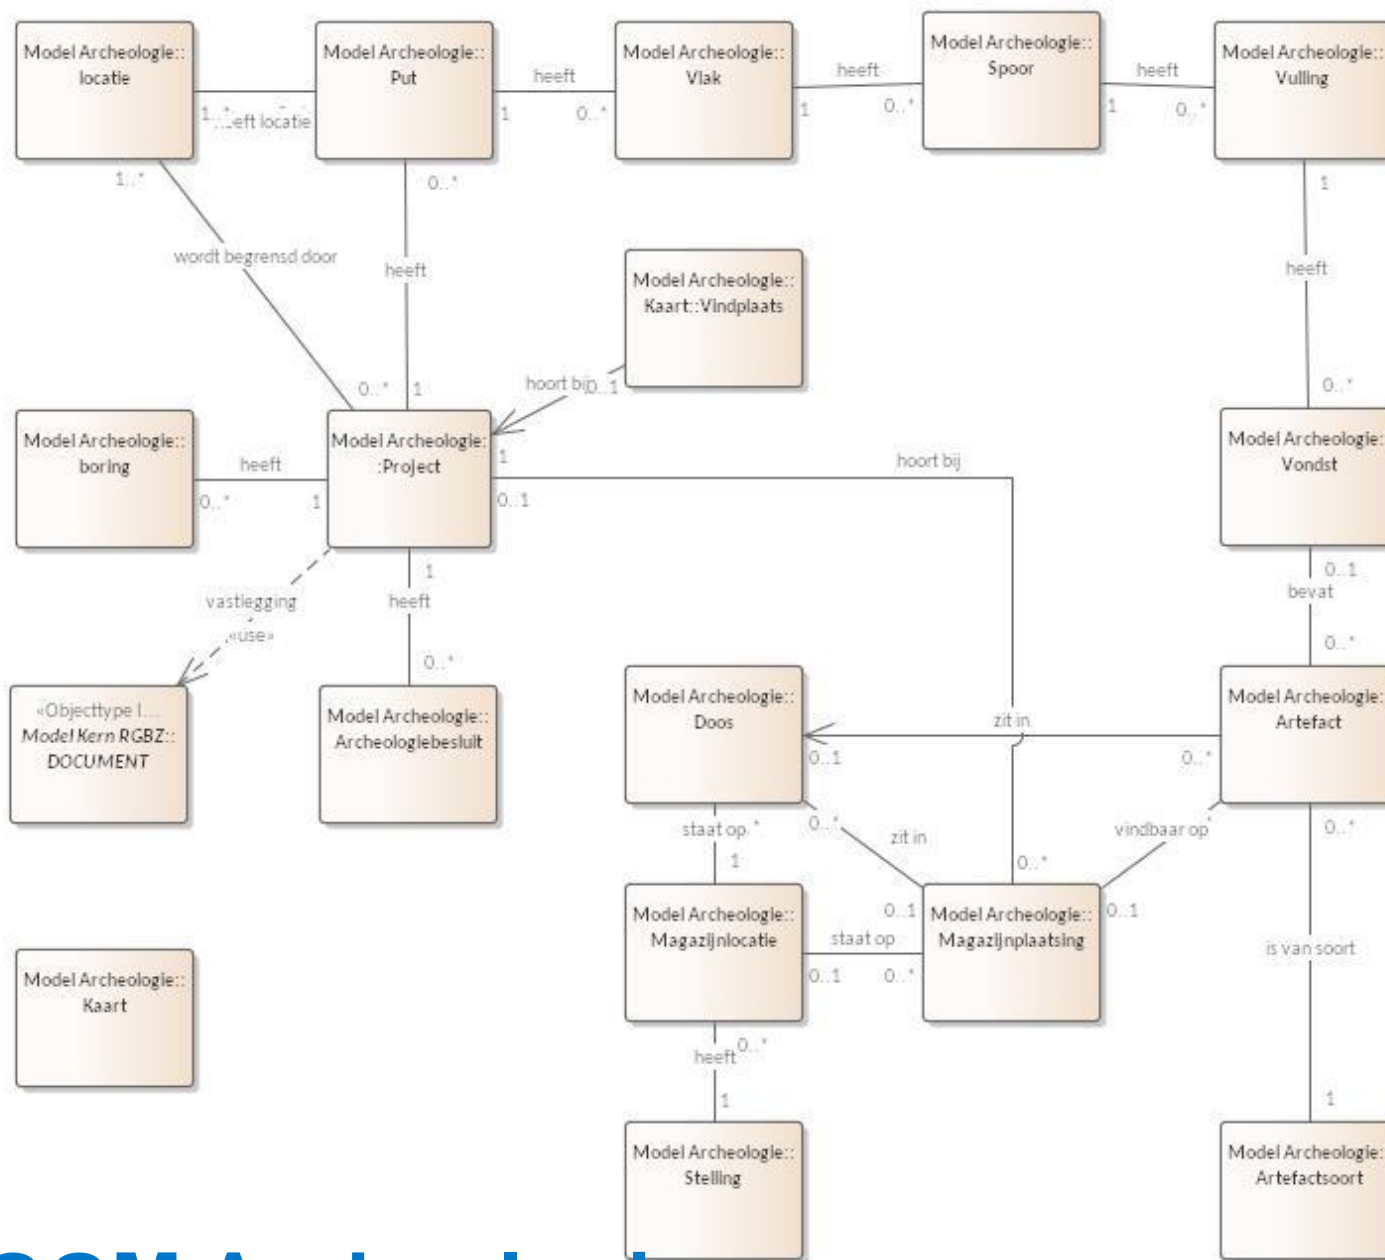 Model Archeologie::
locatie
Model Archeologie::
Put
Model Archeologie::
Vlak
Model Archeologie::
Spoor
Model Archeologie::
Vulling
1..*
...eft locatie
heeft
1
0..*
heeft
1
0..*
heeft
1
0..*
1..*
0..*
1
wordt begrensd door
heeft
heeft
Model Archeologie::
Kaart::Vindplaats
hoort bij
0..1
0..*
1
0..*
Model Archeologie::
boring
Model Archeologie:
:Project
Model Archeologie:
Vondst
heeft
0..*
1
1
0..1
hoort bij
vastlegging
«use»
1
heeft
0..*
0..1
bevat
0..*
«Objecttype I....
Model Kern RGBZ::
DOCUMENT
Model Archeologie::
Archeologiebesluit
Model Archeologie::
Doos
Model Archeologie:
Artefact
zit in
0..1
0..*
staat op
*
1
0..*
zit in
0..1
0..*
vindbaar op
*
0..1
0..*
Model Archeologie::
Magazijnlocatie
Model Archeologie::
Magazijnplaatsing
staat op
0..1
0..*
is van soort
Model Archeologie::
Kaart
0..*
heeft
1
1
Model Archeologie::
Stelling
Model Archeologie:
Artefactsoort